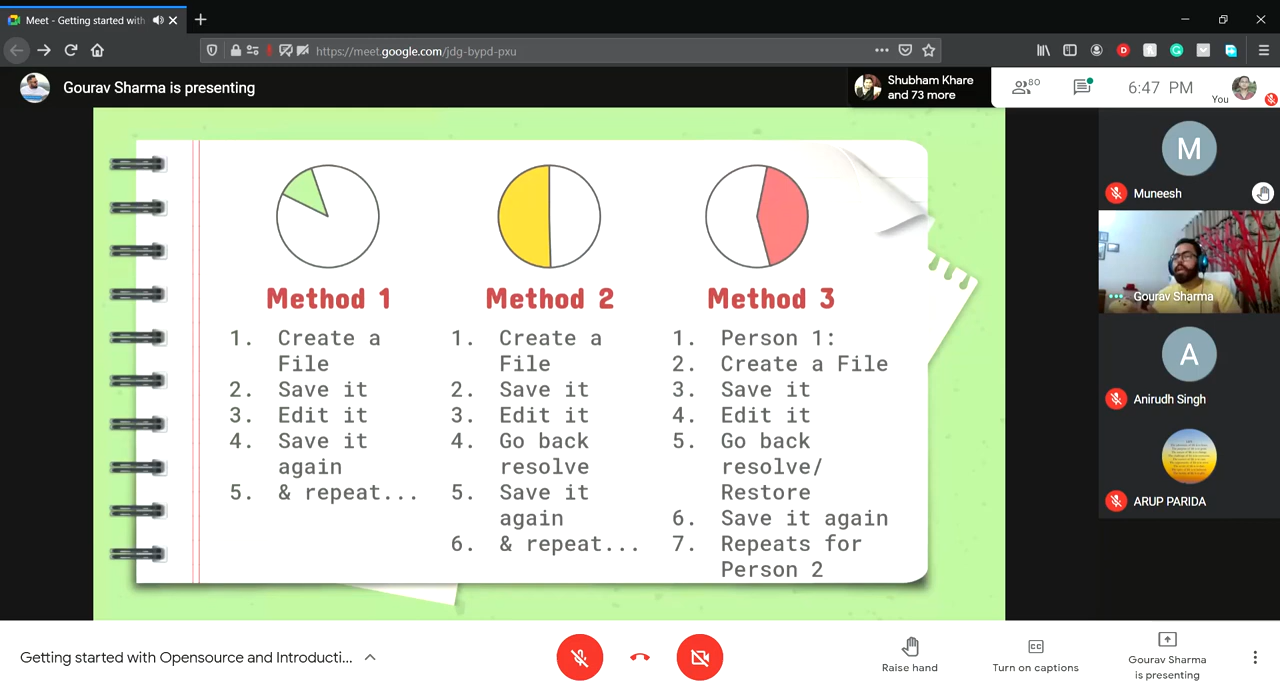 Meet - Getting started with
https://meet.google.com/jdg-bypd-pxu
Gourav Sharma is presenting
Shubham Khare
and 73 more
80
6:47 PM
You
Method 1
1. Create a
File
2. Save it
3. Edit it
4. Save it
again
5. & repeat...
Method 2
1. Create a
File
2. Save it
3. Edit it
4. Go back
resolve
5. Save it
again
6. & repeat...
Method 3
1. Person 1:
2. Create a File
3. Save it
4. Edit it
5. Go back
resolve/
Restore
6. Save it again
7. Repeats for
Person 2
M
Muneesh
Gourav Sharma
A
Anirudh Singh
ARUP PARIDA
Getting started with Opensource and Introducti...
Raise hand
CC
Turn on captions
Gourav Sharma
is presenting